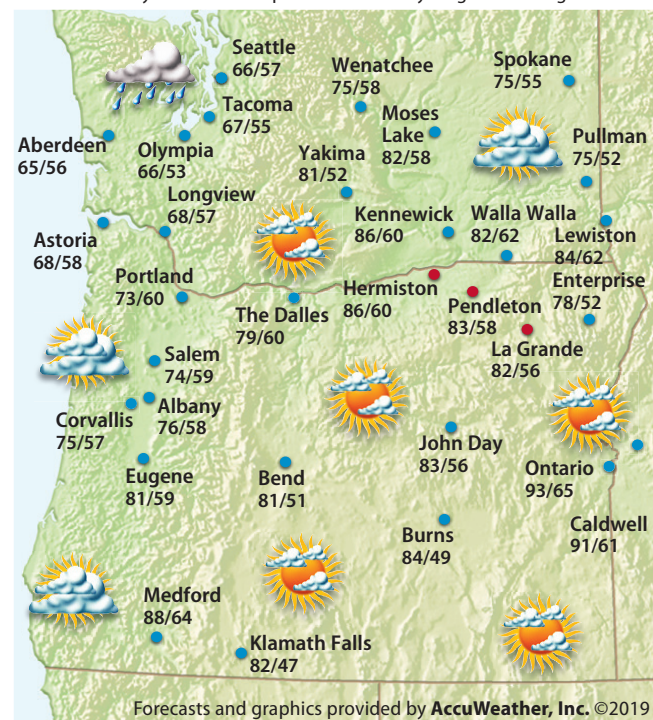 Seattle
66/57
Wenatchee
75/58
Spokane
75/55
Tacoma
67/55
Moses
Lake
82/58
Aberdeen
65/56
Olympia
66/53
Yakima
81/52
Pullman
75/52
Longview
68/57
Kennewick
86/60
Walla Walla
82/62
Lewiston
84/62
Astoria
68/58
Portland
73/60
The Dalles
79/60
Hermiston
86/60
Pendleton
83/58
Enterprise
78/52
La Grande
82/56
Salem
74/59
Albany
76/58
Corvallis
75/57
Eugene
81/59
Bend
81/51
John Day
83/56
Ontario
93/65
Caldwell
91/61
Burns
84/49
Medford
88/64
Klamath Falls
82/47
Forecasts and graphics provided by AccuWeather, Inc. ©2019